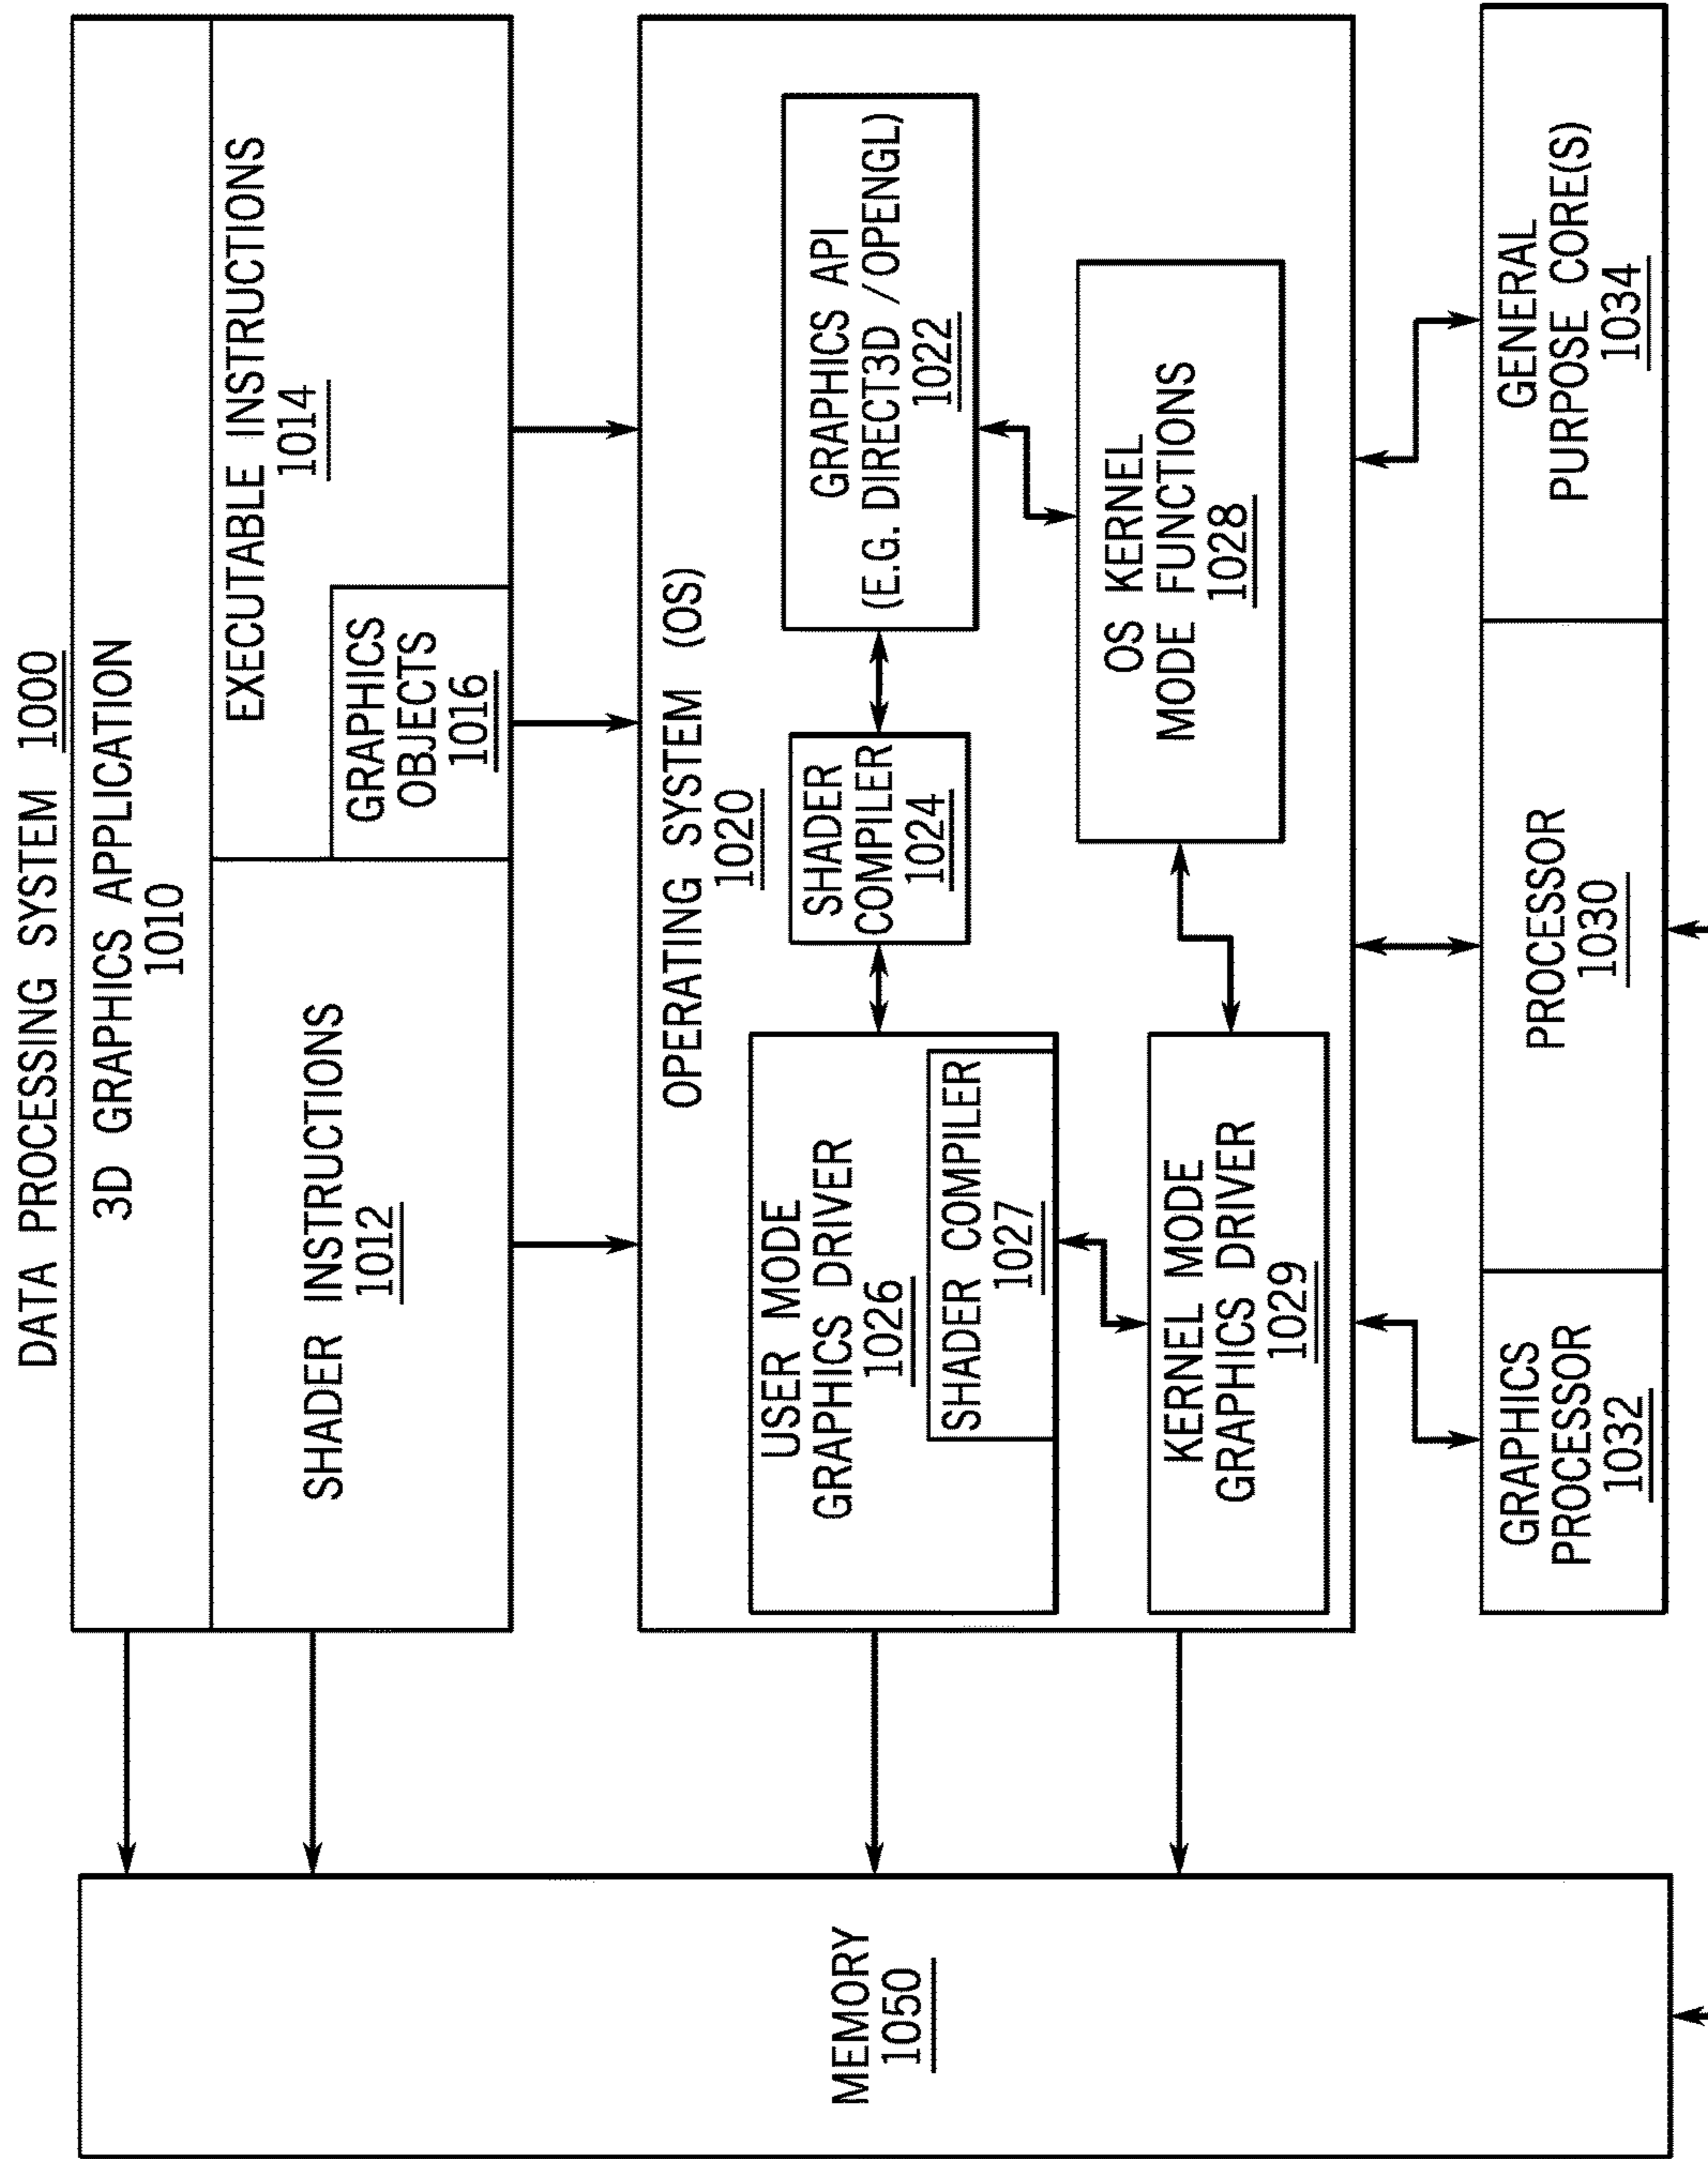 DATA PROCESSING SYSTEM 1000
3D GRAPHICS APPLICATION
1010
SHADER INSTRUCTIONS
1012
EXECUTABLE INSTRUCTIONS
1014
GRAPHICS
OBJECTS
1016
OPERATING SYSTEM (OS)
1020
USER MODE
GRAPHICS DRIVER
1026
SHADER COMPILER
1027
SHADER
COMPILER
1024
GRAPHICS API
(E.G. DIRECT3D / OPENGL)
1022
KERNEL MODE
GRAPHICS DRIVER
1029
OS KERNEL
MODE FUNCTIONS
1028
GRAPHICS
PROCESSOR
1032
PROCESSOR
1030
GENERAL
PURPOSE CORE(S)
1034
MEMORY
1050